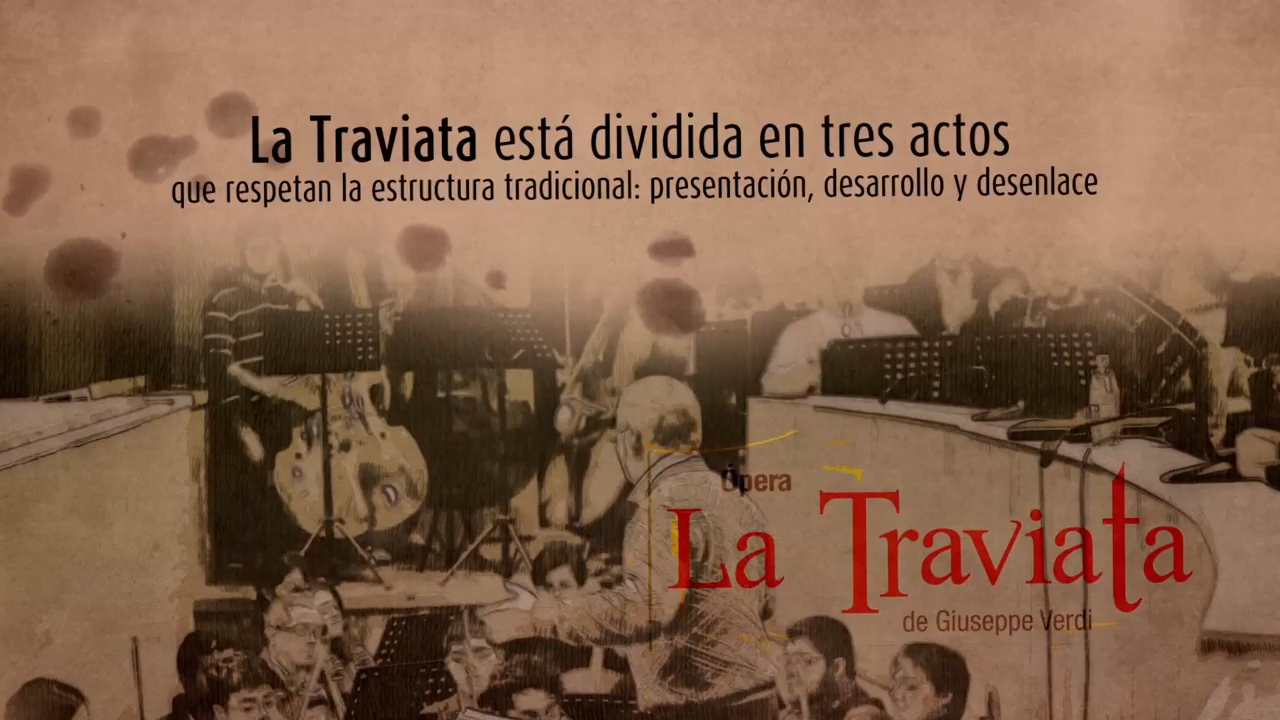 La Traviata está dividida en tres actos
que respetan la estructura tradicional: presentación, desarrollo y desenlace
Ópera
La Traviata
de Giuseppe Verdi